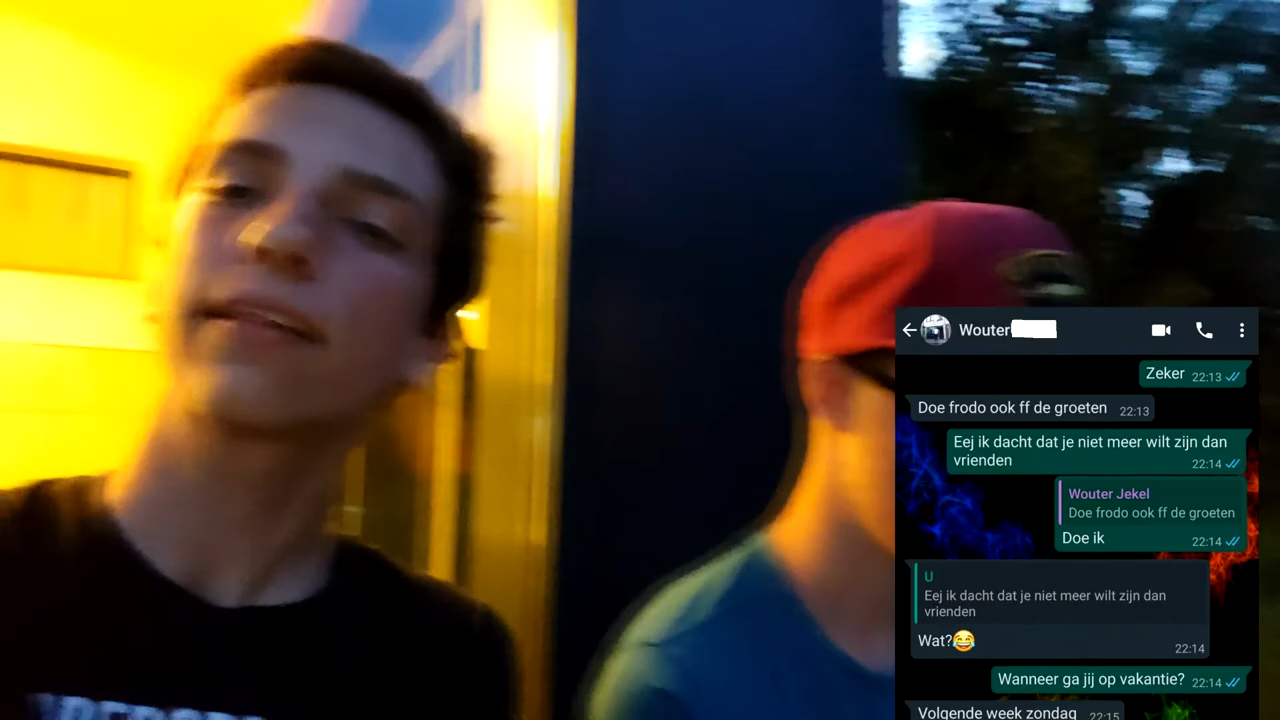 Wouter
Zeker 22:13
Doe frodo ook ff de groeten 22:13
Eej ik dacht dat je niet meer wilt zijn dan
vrienden 22:14
Wouter Jekel
Doe frodo ook ff de groeten
Doe ik 22:14
U
Eej ik dacht dat je niet meer wilt zijn dan
vrienden
Wat?😂
22:14
Wanneer ga jij op vakantie? 22:14
Volgende week zondag 22:15